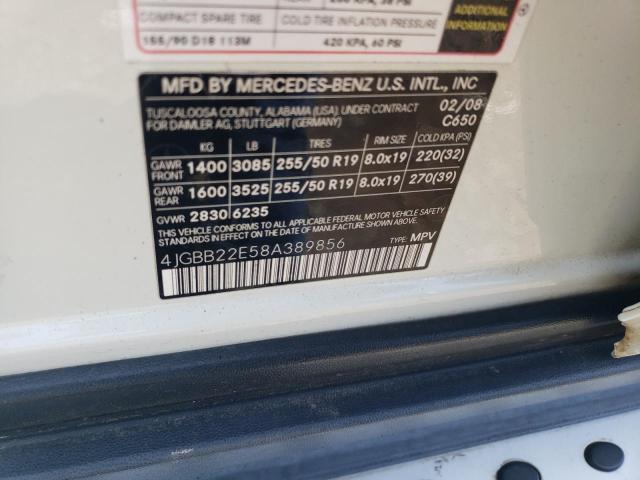 COMPACT SPARE TIRE COLD TIRE INFLATION PRESSURE
155/90 D18 113M 420 KPA, 60 PSI
FOR ADDITIONAL
INFORMATION
MFD BY MERCEDES-BENZ U.S. INTL., INC
TUSCALOOSA COUNTY, ALABAMA (USA) UNDER CONTRACT 02/08
FOR DAIMLER AG, STUTTGART (GERMANY) C650
KG LB TIRES RIM SIZE COLD KPA (PSI)
GAWR FRONT 1400 3085 255/50 R19 8.0x19 220(32)
GAWR REAR 1600 3525 255/50 R19 8.0x19 270(39)
GVWR 2830 6235
THIS VEHICLE CONFORMS TO ALL APPLICABLE FEDERAL MOTOR VEHICLE SAFETY
STANDARDS IN EFFECT ON THE DATE OF MANUFACTURE SHOWN ABOVE.
4JGBB22E58A389856 TYPE: MPV